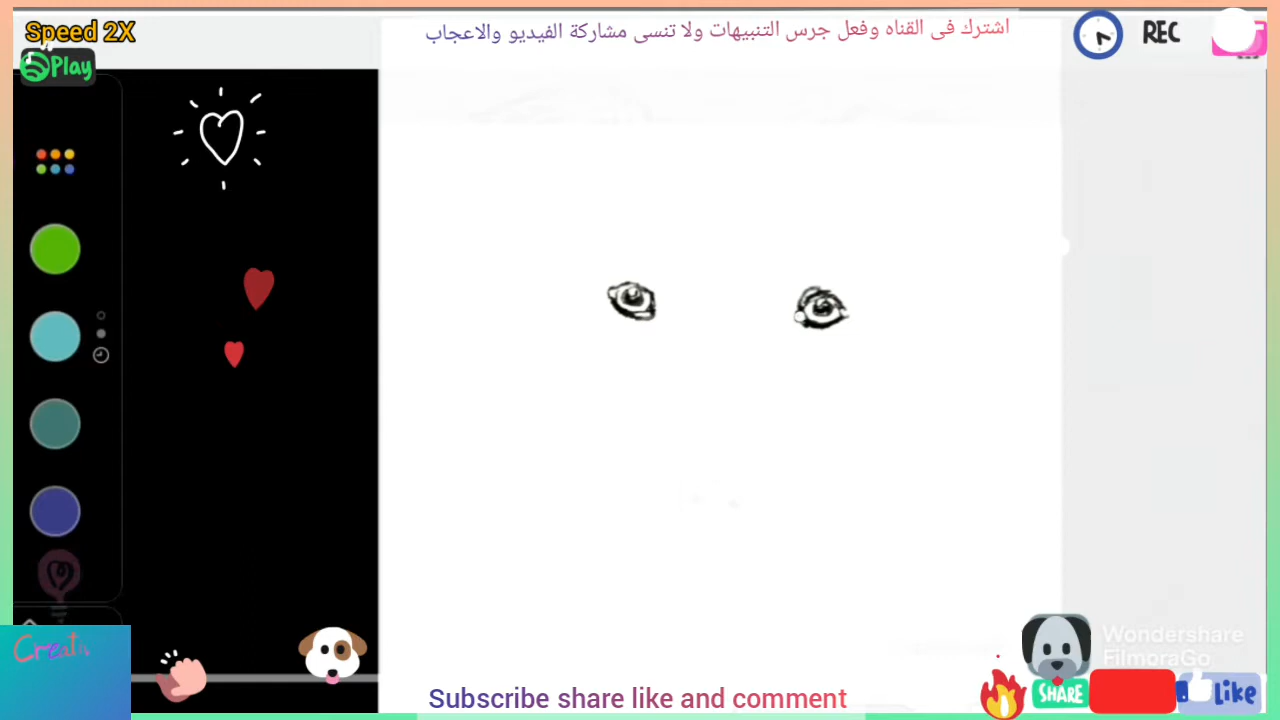 Speed 2X
اشترك فى القناه وفعل جرس التنبيهات ولا تنسى مشاركة الفيديو والاعجاب
REC
Play
Creativ
Wondershare
FilmoraGo
Subscribe share like and comment
SHARE
Like